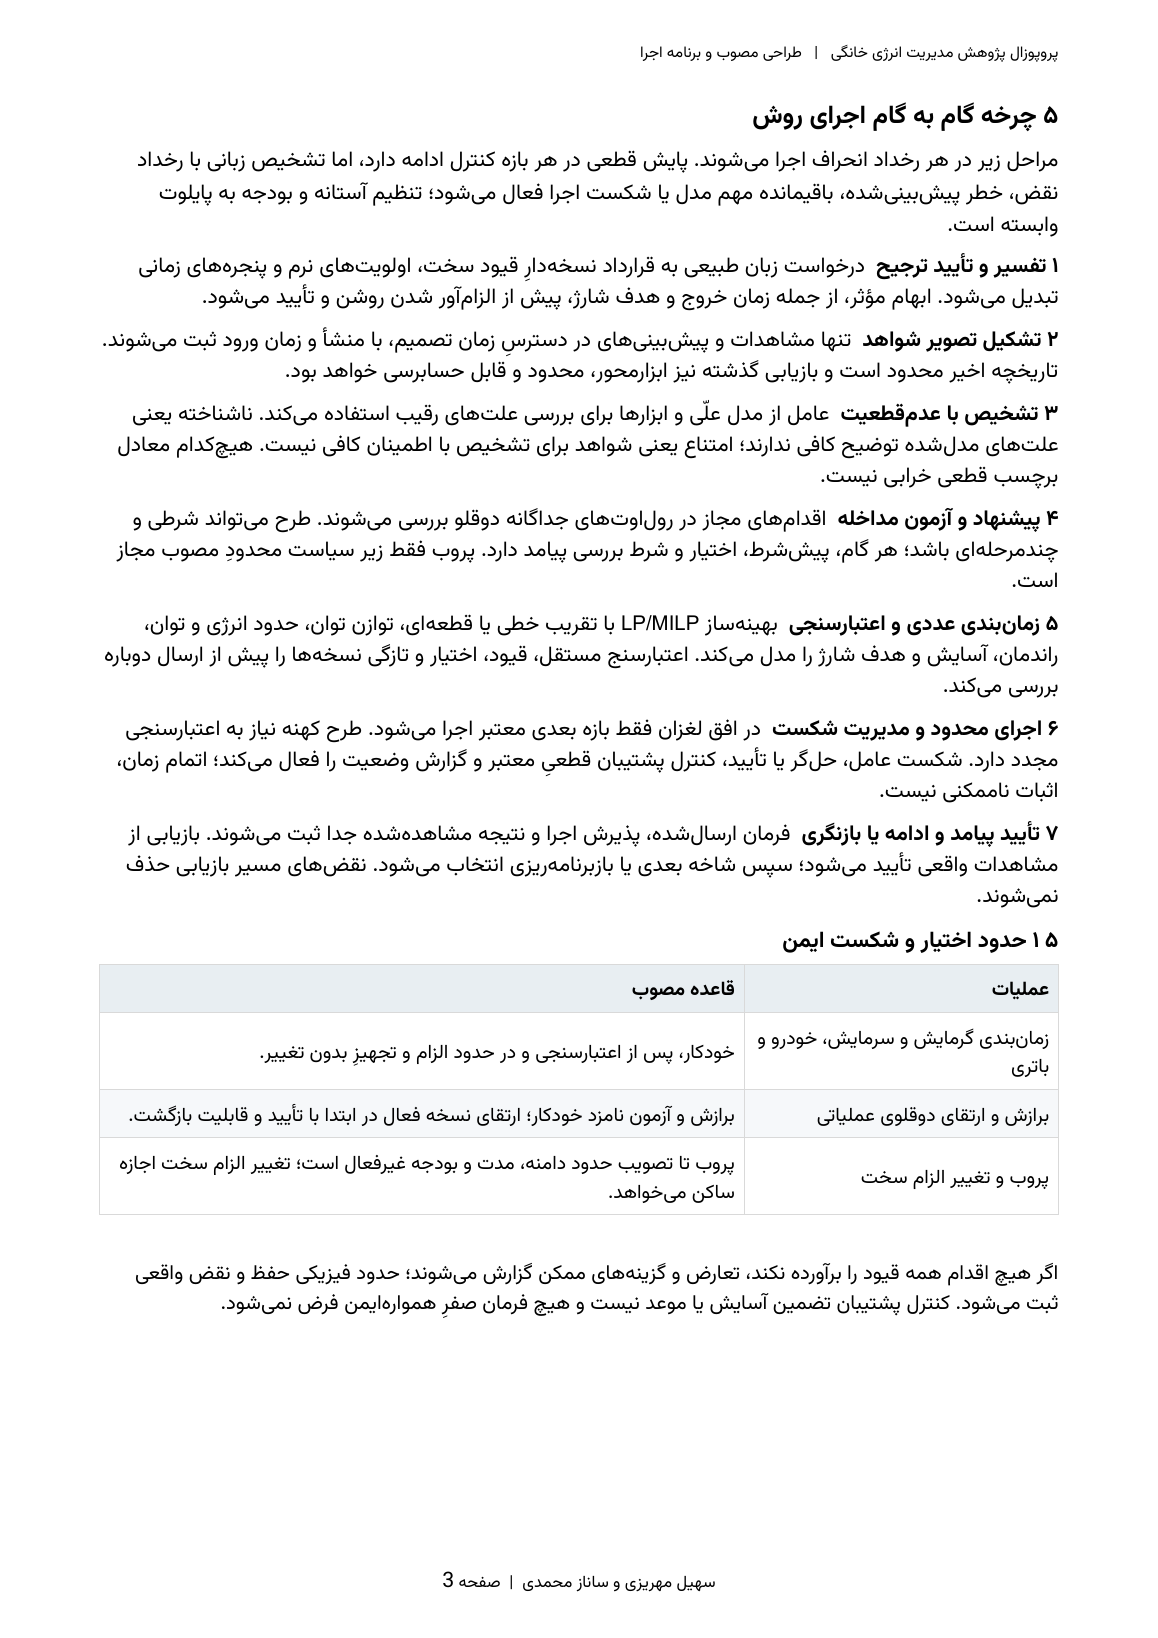 پروپوزال پژوهش مدیریت انرژی خانگی | طراحی مصوب و برنامه اجرا
۵ چرخه گام به گام اجرای روش
مراحل زیر در هر رخداد انحراف اجرا می‌شوند. پایش قطعی در هر بازه کنترل ادامه دارد، اما تشخیص زبانی با رخداد
نقض، خطر پیش‌بینی‌شده، باقیمانده مهم مدل یا شکست اجرا فعال می‌شود؛ تنظیم آستانه و بودجه به پایلوت
وابسته است.
۱ تفسیر و تأیید ترجیح درخواست زبان طبیعی به قرارداد نسخه‌دارِ قیود سخت، اولویت‌های نرم و پنجره‌های زمانی
تبدیل می‌شود. ابهام مؤثر، از جمله زمان خروج و هدف شارژ، پیش از الزام‌آور شدن روشن و تأیید می‌شود.
۲ تشکیل تصویر شواهد تنها مشاهدات و پیش‌بینی‌های در دسترسِ زمان تصمیم، با منشأ و زمان ورود ثبت می‌شوند.
تاریخچه اخیر محدود است و بازیابی گذشته نیز ابزارمحور، محدود و قابل حسابرسی خواهد بود.
۳ تشخیص با عدم‌قطعیت عامل از مدل علّی و ابزارها برای بررسی علت‌های رقیب استفاده می‌کند. ناشناخته یعنی
علت‌های مدل‌شده توضیح کافی ندارند؛ امتناع یعنی شواهد برای تشخیص با اطمینان کافی نیست. هیچ‌کدام معادل
برچسب قطعی خرابی نیست.
۴ پیشنهاد و آزمون مداخله اقدام‌های مجاز در رول‌اوت‌های جداگانه دوقلو بررسی می‌شوند. طرح می‌تواند شرطی و
چندمرحله‌ای باشد؛ هر گام، پیش‌شرط، اختیار و شرط بررسی پیامد دارد. پروب فقط زیر سیاست محدودِ مصوب مجاز
است.
۵ زمان‌بندی عددی و اعتبارسنجی بهینه‌ساز LP/MILP با تقریب خطی یا قطعه‌ای، توازن توان، حدود انرژی و توان،
راندمان، آسایش و هدف شارژ را مدل می‌کند. اعتبارسنج مستقل، قیود، اختیار و تازگی نسخه‌ها را پیش از ارسال دوباره
بررسی می‌کند.
۶ اجرای محدود و مدیریت شکست در افق لغزان فقط بازه بعدی معتبر اجرا می‌شود. طرح کهنه نیاز به اعتبارسنجی
مجدد دارد. شکست عامل، حل‌گر یا تأیید، کنترل پشتیبان قطعیِ معتبر و گزارش وضعیت را فعال می‌کند؛ اتمام زمان،
اثبات ناممکنی نیست.
۷ تأیید پیامد و ادامه یا بازنگری فرمان ارسال‌شده، پذیرش اجرا و نتیجه مشاهده‌شده جدا ثبت می‌شوند. بازیابی از
مشاهدات واقعی تأیید می‌شود؛ سپس شاخه بعدی یا بازبرنامه‌ریزی انتخاب می‌شود. نقض‌های مسیر بازیابی حذف
نمی‌شوند.
۵ ۱ حدود اختیار و شکست ایمن
عملیات
قاعده مصوب
زمان‌بندی گرمایش و سرمایش، خودرو و
باتری
خودکار، پس از اعتبارسنجی و در حدود الزام و تجهیزِ بدون تغییر.
برازش و ارتقای دوقلوی عملیاتی
برازش و آزمون نامزد خودکار؛ ارتقای نسخه فعال در ابتدا با تأیید و قابلیت بازگشت.
پروب و تغییر الزام سخت
پروب تا تصویب حدود دامنه، مدت و بودجه غیرفعال است؛ تغییر الزام سخت اجازه
ساکن می‌خواهد.
اگر هیچ اقدام همه قیود را برآورده نکند، تعارض و گزینه‌های ممکن گزارش می‌شوند؛ حدود فیزیکی حفظ و نقض واقعی
ثبت می‌شود. کنترل پشتیبان تضمین آسایش یا موعد نیست و هیچ فرمان صفرِ همواره‌ایمن فرض نمی‌شود.
سهیل مهریزی و ساناز محمدی | صفحه 3